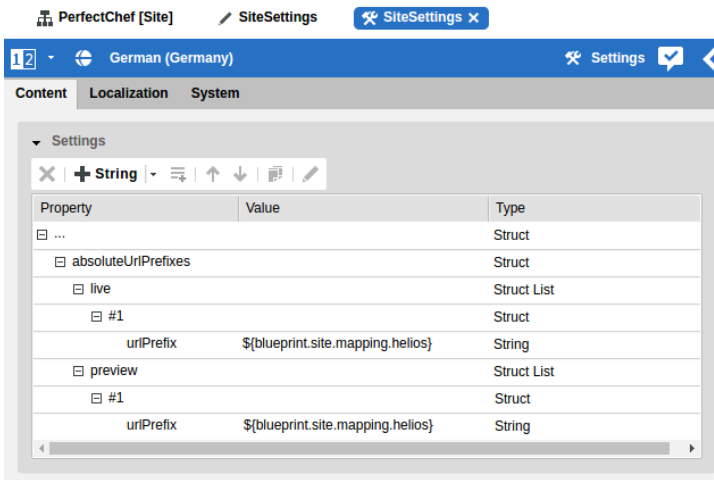 PerfectChef [Site] SiteSettings SiteSettings ×
12 German (Germany) Settings
Content Localization System
Settings
String
Property Value Type
... Struct
absoluteUrlPrefixes Struct
live Struct List
#1 Struct
urlPrefix ${blueprint.site.mapping.helios} String
preview Struct List
#1 Struct
urlPrefix ${blueprint.site.mapping.helios} String